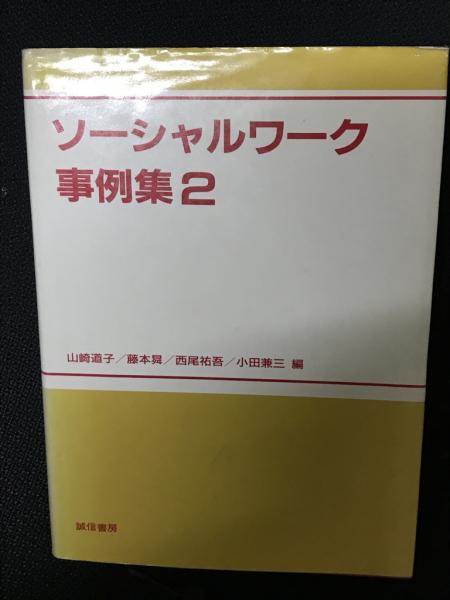 ソーシャルワーク
事例集2
山崎道子／藤本昇／西尾祐吾／小田兼三 編
誠信書房